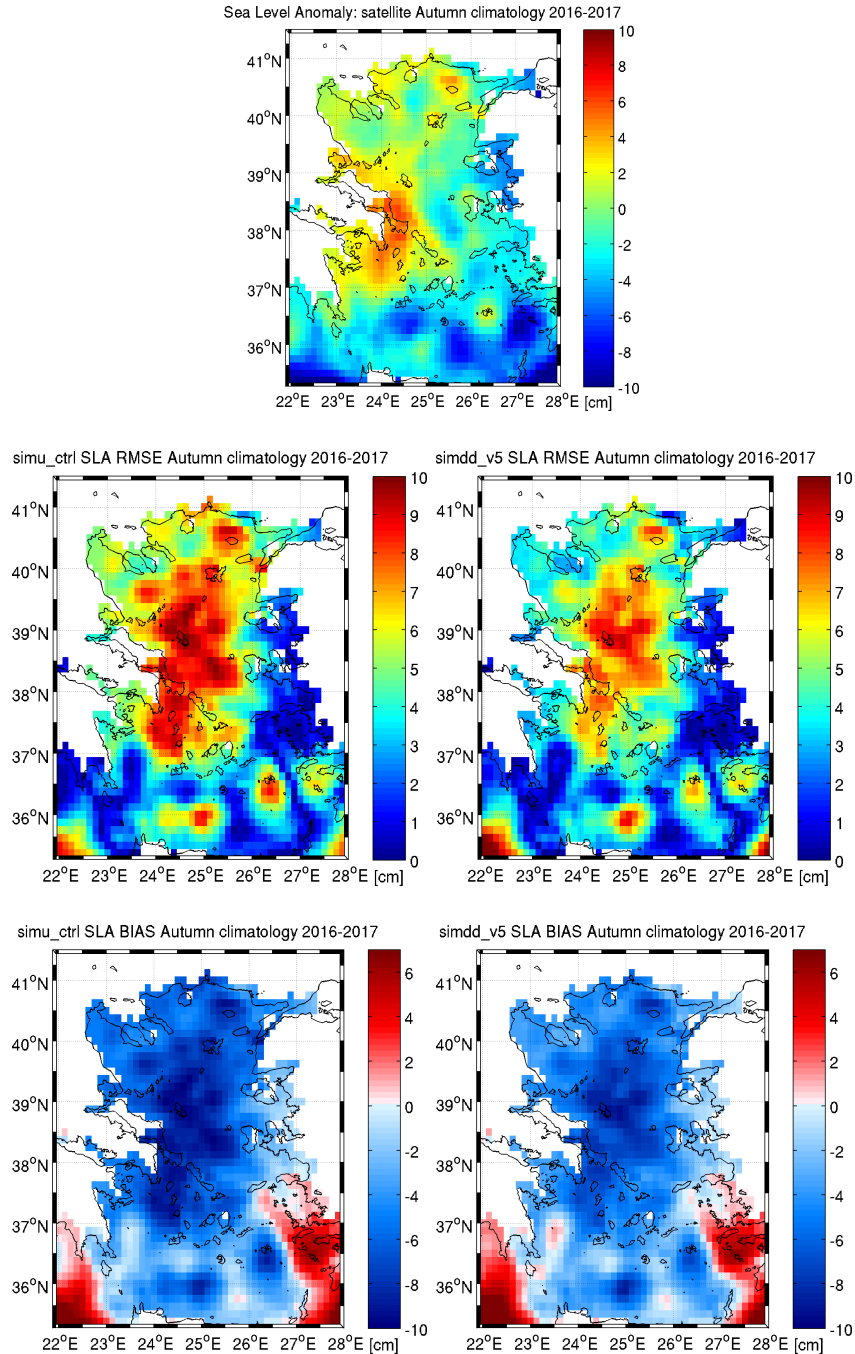 Sea Level Anomaly: satellite Autumn climatology 2016-2017
41°N
40°N
39°N
38°N
37°N
36°N
22°E 23°E 24°E 25°E 26°E 27°E 28°E [cm]
10
8
6
4
2
0
-2
-4
-6
-8
-10
simu_ctrl SLA RMSE Autumn climatology 2016-2017
41°N
40°N
39°N
38°N
37°N
36°N
22°E 23°E 24°E 25°E 26°E 27°E 28°E [cm]
10
9
8
7
6
5
4
3
2
1
0
simdd_v5 SLA RMSE Autumn climatology 2016-2017
41°N
40°N
39°N
38°N
37°N
36°N
22°E 23°E 24°E 25°E 26°E 27°E 28°E [cm]
10
9
8
7
6
5
4
3
2
1
0
simu_ctrl SLA BIAS Autumn climatology 2016-2017
41°N
40°N
39°N
38°N
37°N
36°N
22°E 23°E 24°E 25°E 26°E 27°E 28°E [cm]
6
4
2
0
-2
-4
-6
-8
-10
simdd_v5 SLA BIAS Autumn climatology 2016-2017
41°N
40°N
39°N
38°N
37°N
36°N
22°E 23°E 24°E 25°E 26°E 27°E 28°E [cm]
6
4
2
0
-2
-4
-6
-8
-10